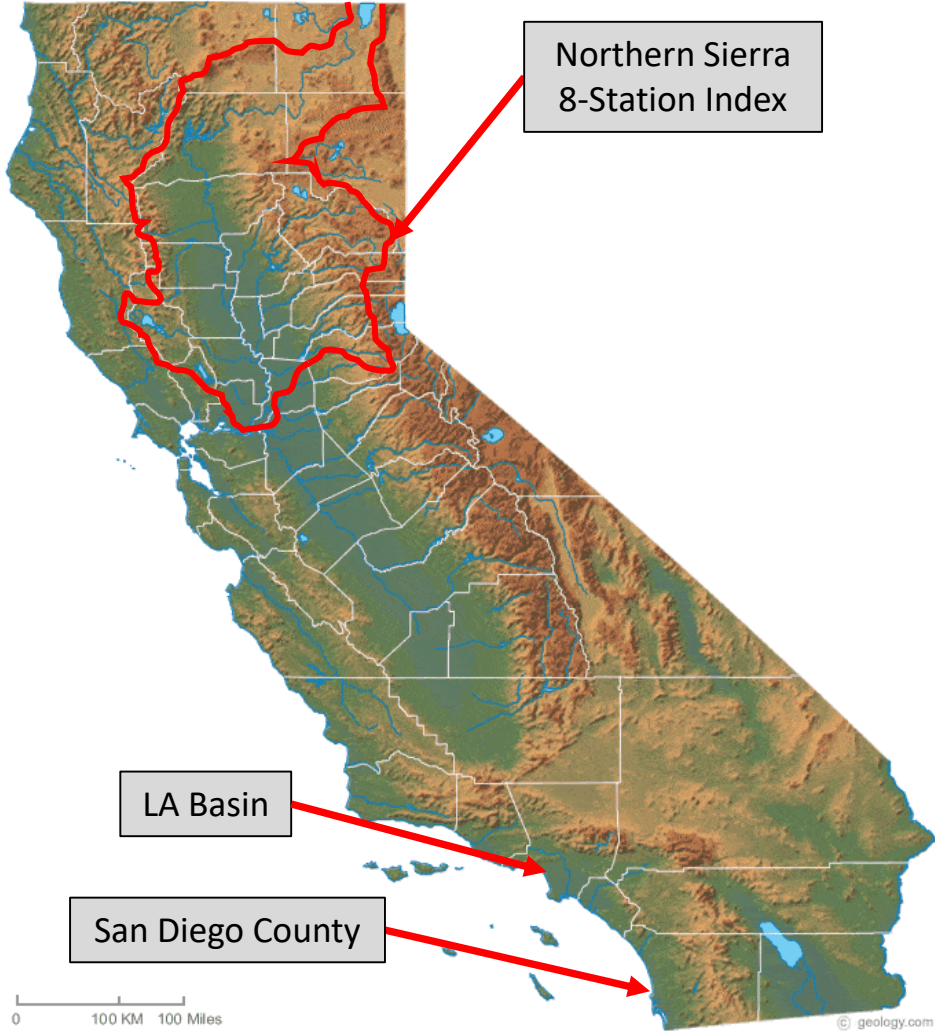 Northern Sierra
8-Station Index
LA Basin
San Diego County
0 100 KM 100 Miles
© geology.com